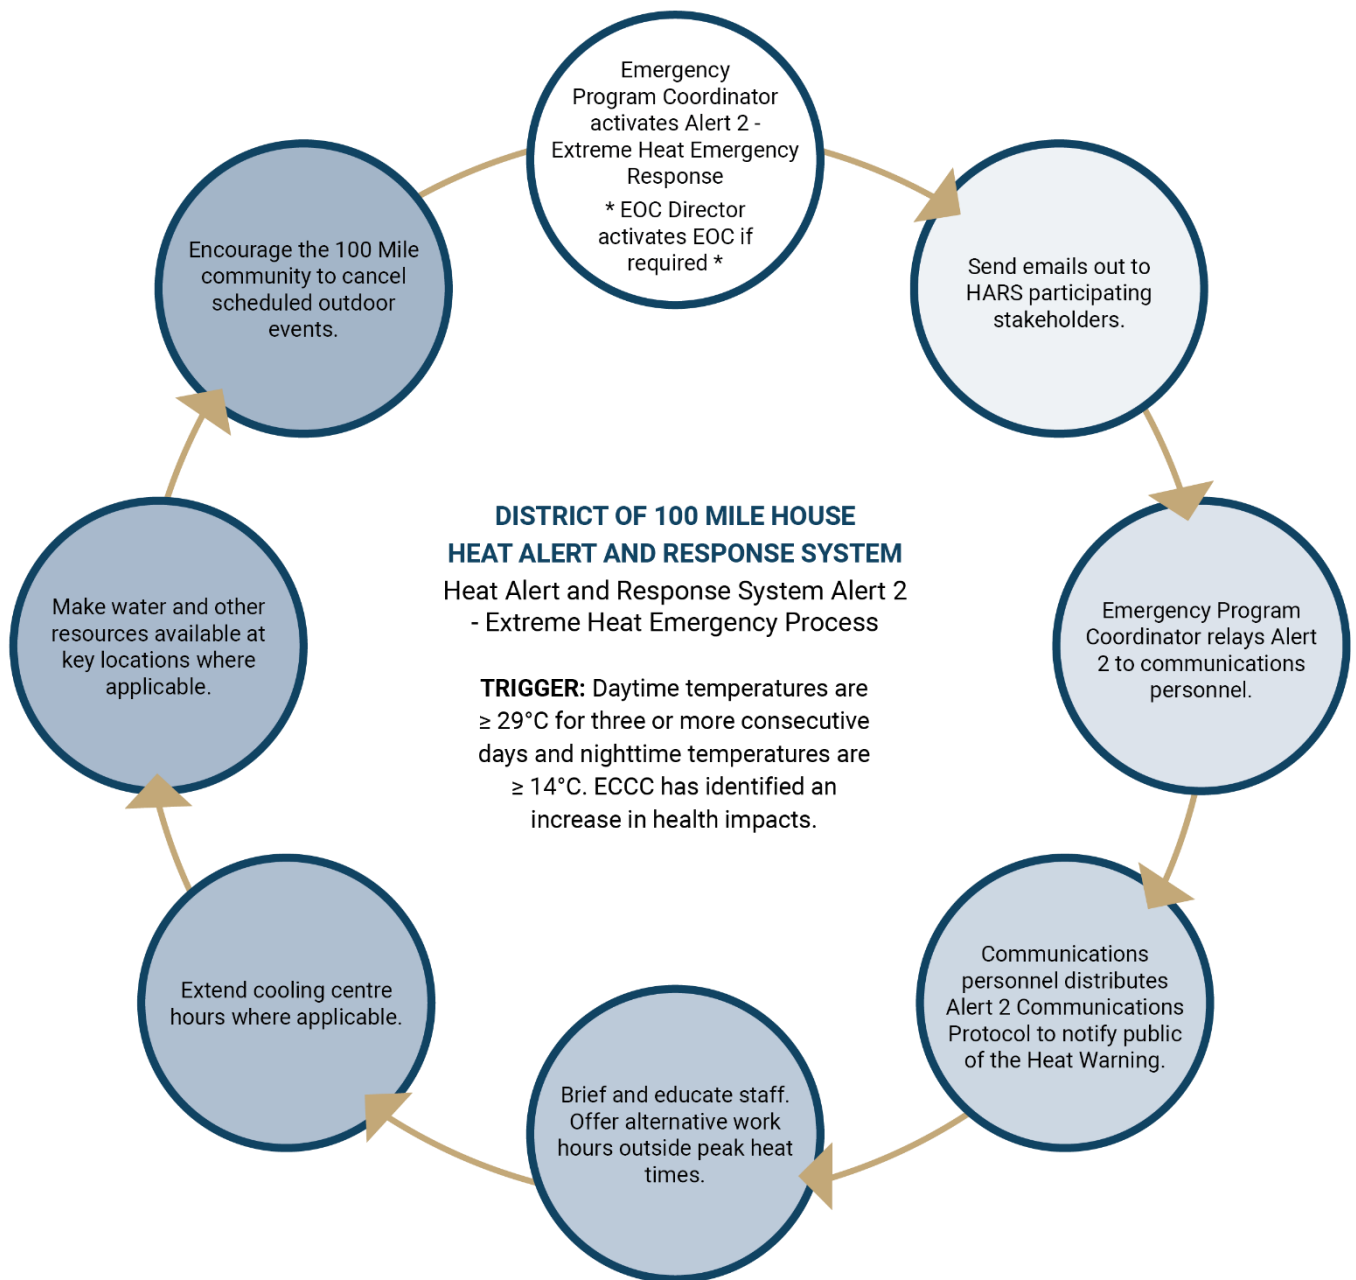 Emergency
Program Coordinator
activates Alert 2 -
Extreme Heat Emergency
Response
* EOC Director
activates EOC if
required *
Send emails out to
HARS participating
stakeholders.
Emergency Program
Coordinator relays Alert
2 to communications
personnel.
Communications
personnel distributes
Alert 2 Communications
Protocol to notify public
of the Heat Warning.
Brief and educate staff.
Offer alternative work
hours outside peak heat
times.
Extend cooling centre
hours where applicable.
Make water and other
resources available at
key locations where
applicable.
Encourage the 100 Mile
community to cancel
scheduled outdoor
events.
DISTRICT OF 100 MILE HOUSE
HEAT ALERT AND RESPONSE SYSTEM
Heat Alert and Response System Alert 2
- Extreme Heat Emergency Process
TRIGGER: Daytime temperatures are
≥ 29°C for three or more consecutive
days and nighttime temperatures are
≥ 14°C. ECCC has identified an
increase in health impacts.